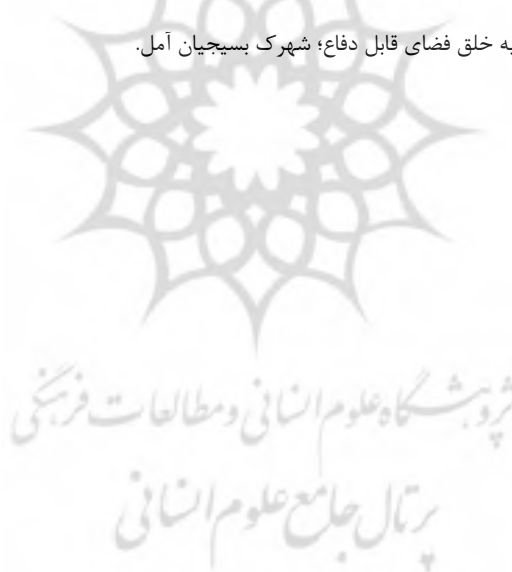 به خلق فضای قابل دفاع؛ شهرک بسیجیان آمل.
پژوهشگاه علوم انسانی و مطالعات فرهنگی
پرتال جامع علوم انسانی